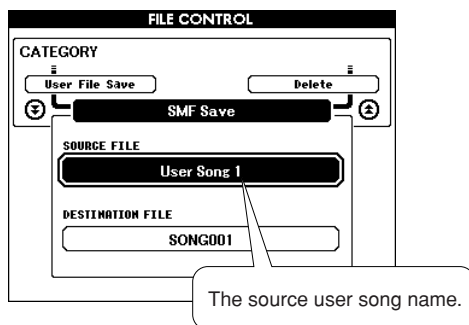 FILE CONTROL
CATEGORY
User File Save
Delete
SMF Save
SOURCE FILE
User Song 1
DESTINATION FILE
SONG001
The source user song name.